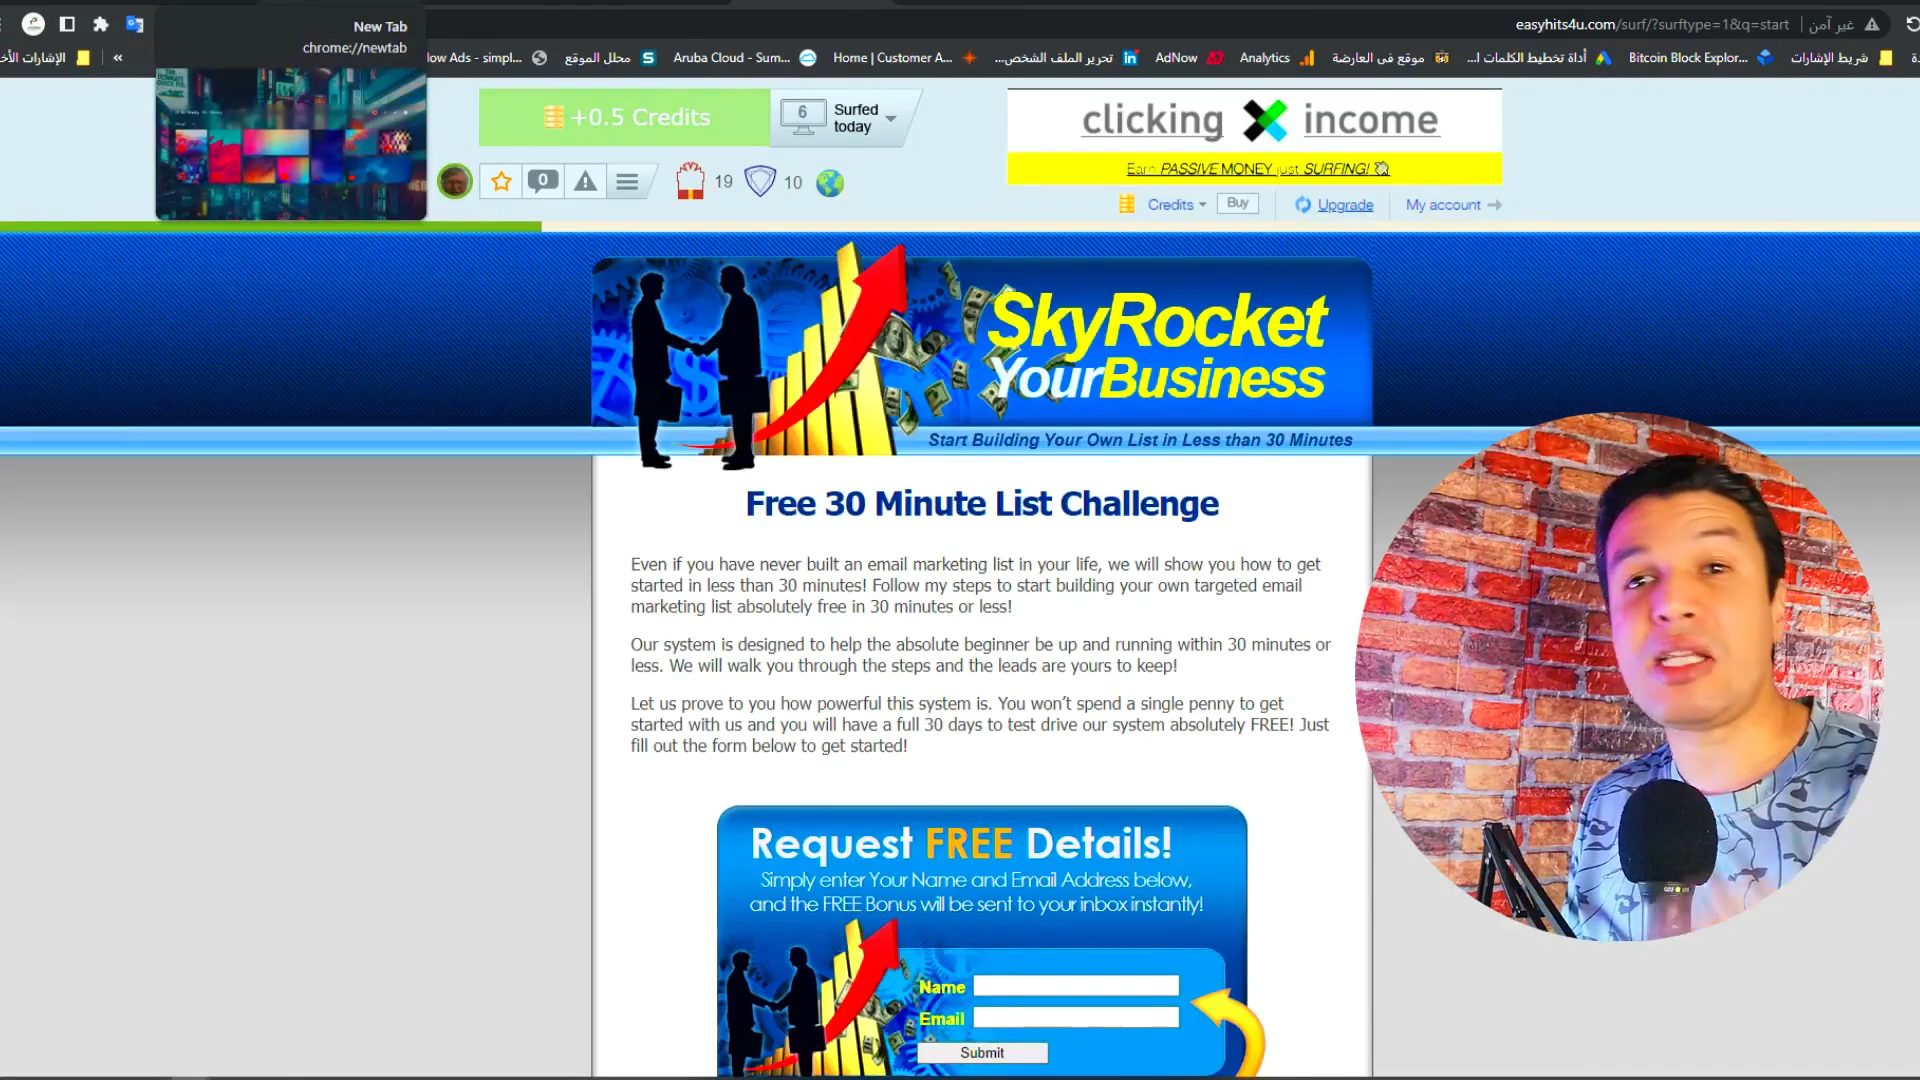 New Tab
chrome://newtab
easyhits4u.com/surf/?surftype=1&q=start
غير آمن
«
low Ads - simpl...
محلل الموقع
Aruba Cloud - Sum...
Home | Customer A...
تحرير الملف الشخص...
AdNow
Analytics
موقع فى العارضة
أداة تخطيط الكلمات ا...
Bitcoin Block Explor...
شريط الإشارات
+0.5 Credits
6
Surfed
today
clicking income
Earn PASSIVE MONEY just SURFING!
0
19
10
Credits
Buy
Upgrade
My account
SkyRocket
YourBusiness
Start Building Your Own List in Less than 30 Minutes
Free 30 Minute List Challenge
Even if you have never built an email marketing list in your life, we will show you how to get
started in less than 30 minutes! Follow my steps to start building your own targeted email
marketing list absolutely free in 30 minutes or less!
Our system is designed to help the absolute beginner be up and running within 30 minutes or
less. We will walk you through the steps and the leads are yours to keep!
Let us prove to you how powerful this system is. You won’t spend a single penny to get
started with us and you will have a full 30 days to test drive our system absolutely FREE! Just
fill out the form below to get started!
Request FREE Details!
Simply enter Your Name and Email Address below,
and the FREE Bonus will be sent to your inbox instantly!
Name
Email
Submit